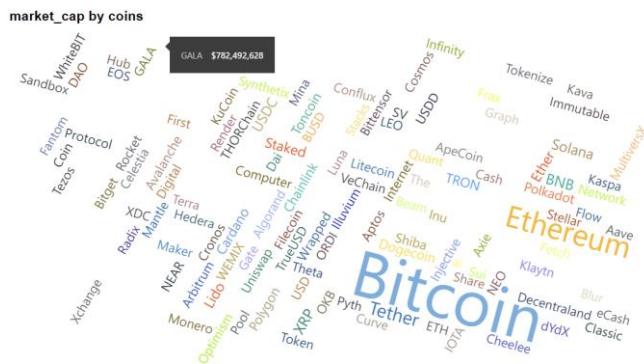 market_cap by coins
GALA $782,492,628
WhiteBIT
Sandbox
DAO
Hub
EOS
GALA
Infinity
Cosmos
Tokenize
Kava
Immutable
Synthetix
Mina
Conflux
Frax
Graph
KuCoin
Render
THORChain
USDC
Toncoin
BUSD
Stacks
Bittensor
LEO
USDD
Multiversx
First
Staked
Fantom
Protocol
Coin
Tezos
Rocket
Celestia
Bitget
Avalanche
Digital
Dai
Luna
Litecoin
Quant
ApeCoin
Cash
Ether
Solana
BNB
Kaspa
Network
Polkadot
Computer
Chainlink
VeChain
Internet
The
TRON
XDC
Terra
Hedera
Mantle
Radix
Maker
Cronos
Cardano
Algorand
Filecoin
Illuvium
Aptos
Beam
Inu
Ethereum
Stellar
Flow
Aave
Fetch
Gate
TrueUSD
Wrapped
ORDI
Shiba
Dogecoin
Axie
Injective
Sui
Klaytn
NEAR
Arbitrum
Lido
WEMIX
Uniswap
Theta
Bitcoin
Share
NEO
Blur
eCash
Xchange
Monero
Optimism
Pool
Polygon
USD
XRP
OKB
Token
Pyth
Curve
Tether
ETH
IOTA
Decentraland
dYdX
Classic
Cheelee